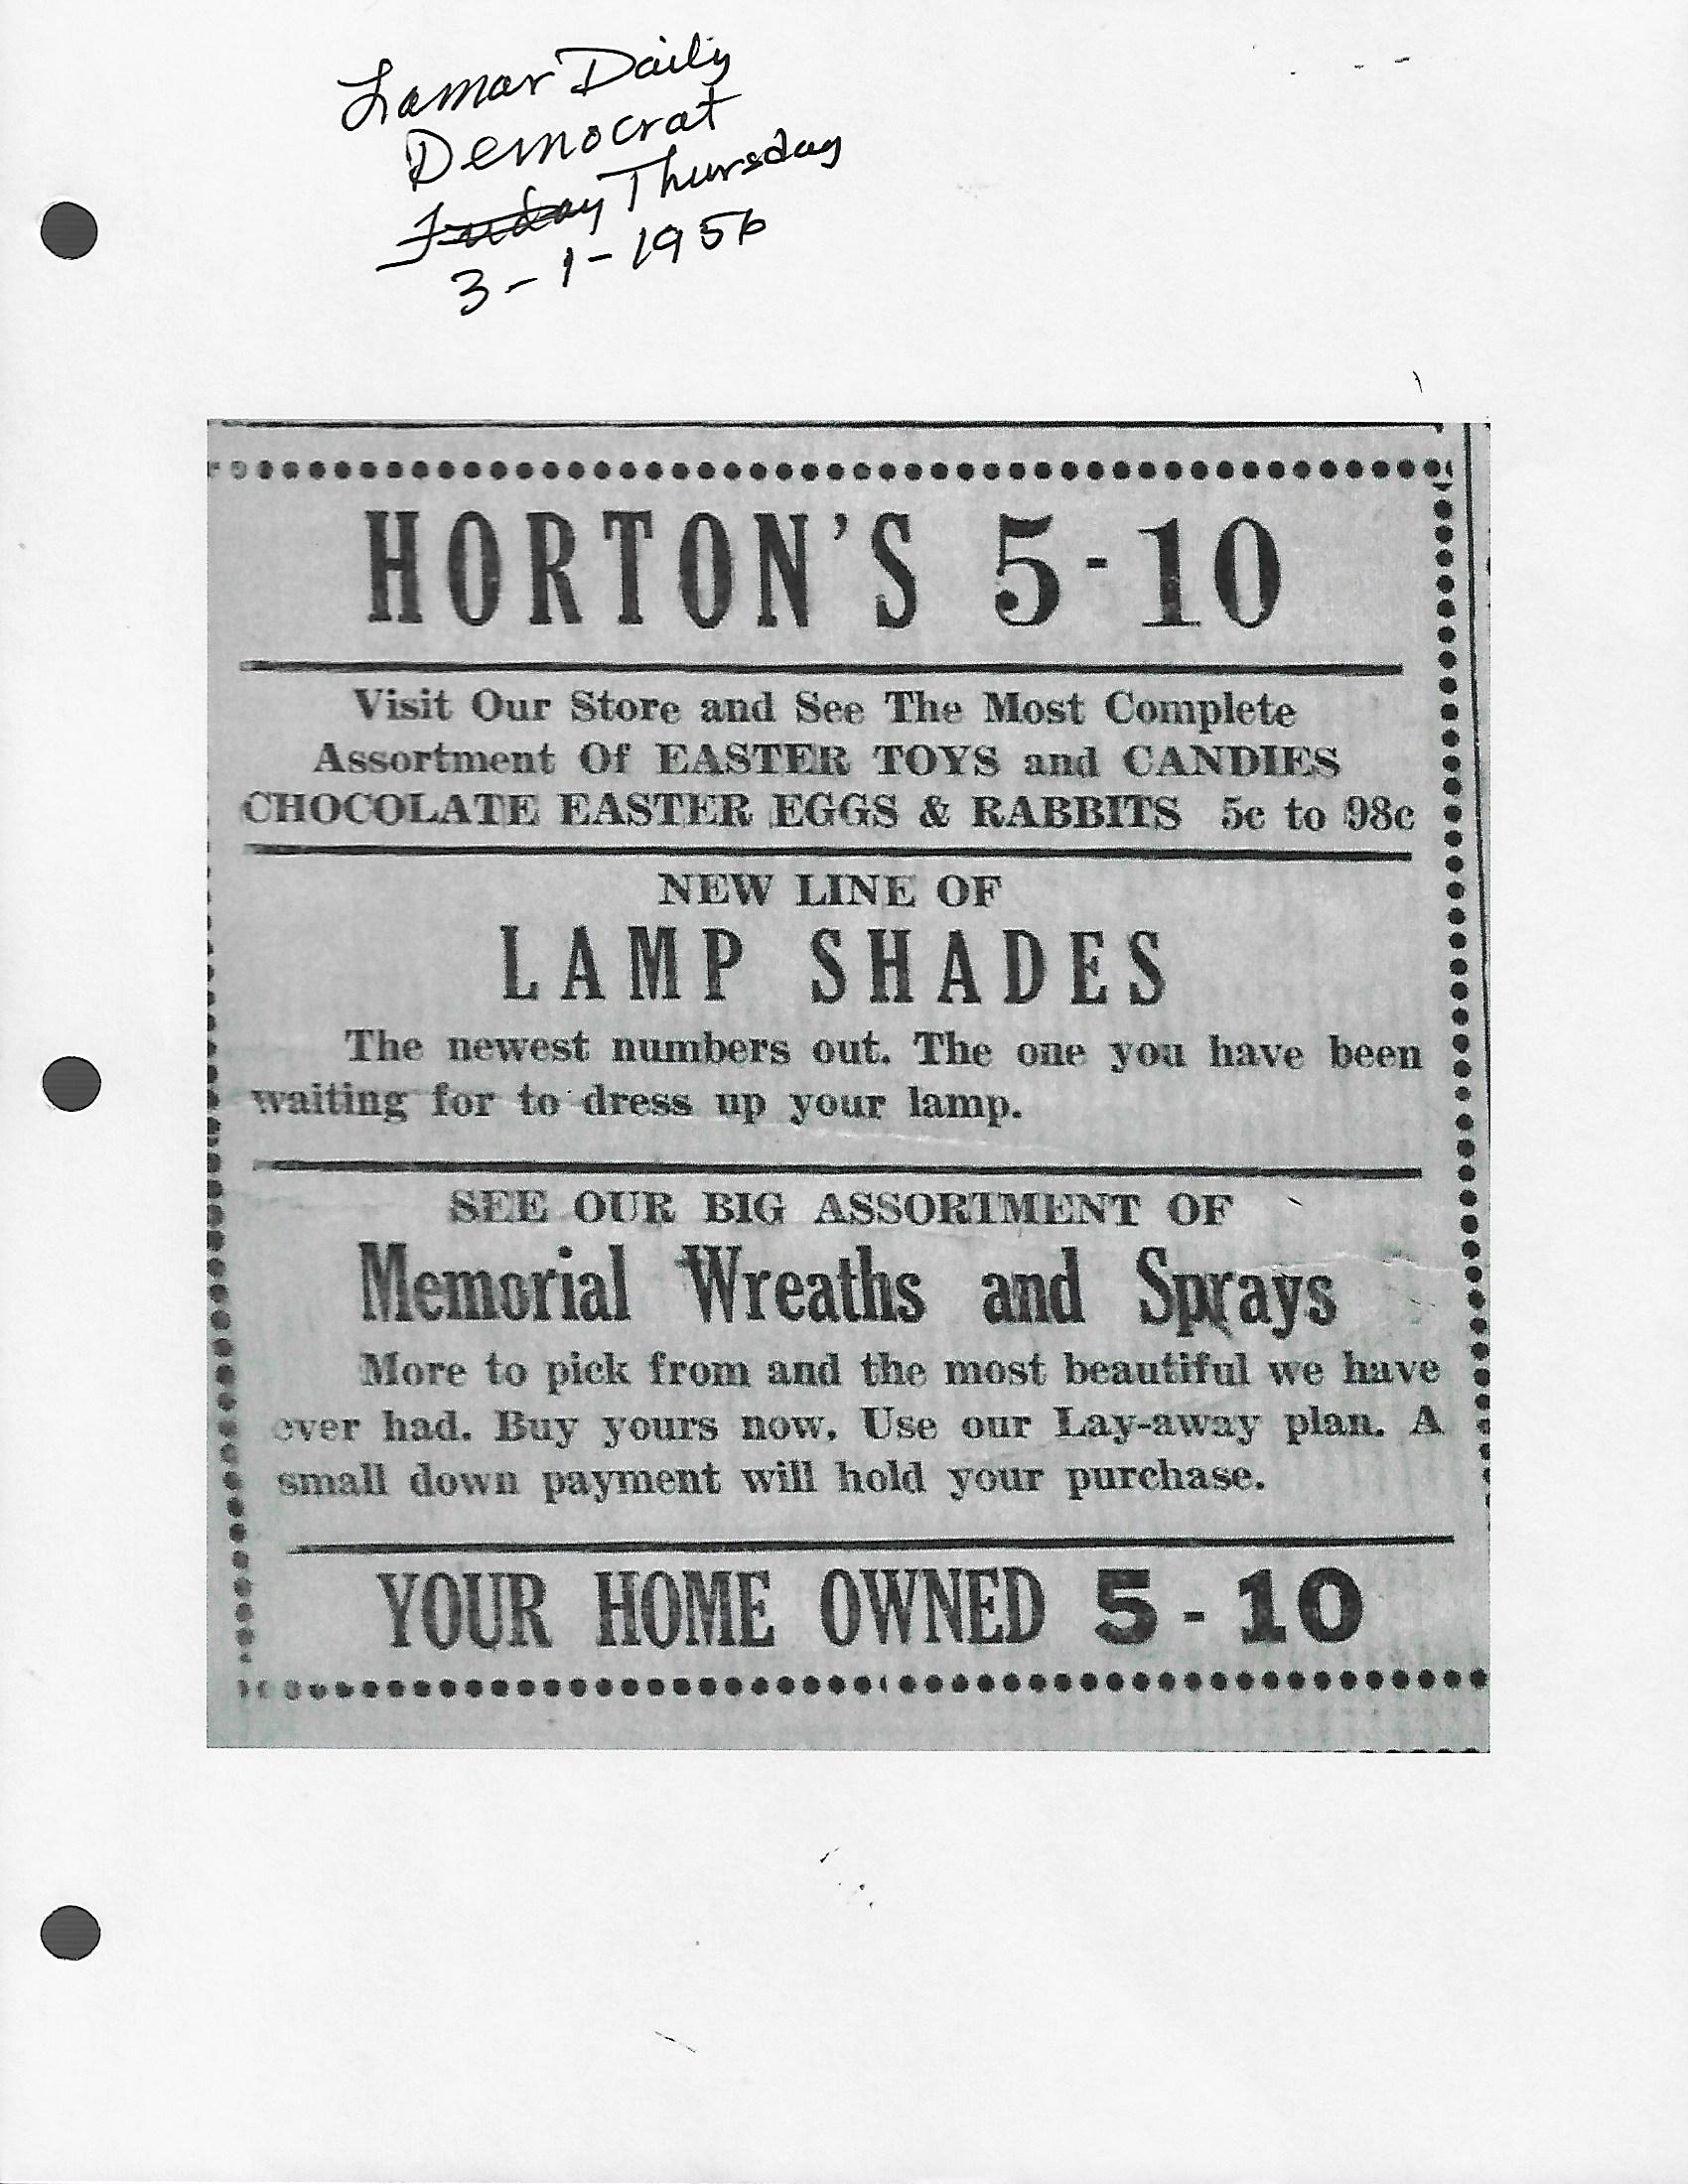 Lamar Daily
Democrat
Thursday
3-1-1956
HORTON'S 5-10
Visit Our Store and See The Most Complete
Assortment Of EASTER TOYS and CANDIES
CHOCOLATE EASTER EGGS & RABBITS 5c to 98c
NEW LINE OF
LAMP SHADES
The newest numbers out. The one you have been
waiting for to dress up your lamp.
SEE OUR BIG ASSORTMENT OF
Memorial Wreaths and Sprays
More to pick from and the most beautiful we have
ever had. Buy yours now. Use our Lay-away plan. A
small down payment will hold your purchase.
YOUR HOME OWNED 5-10